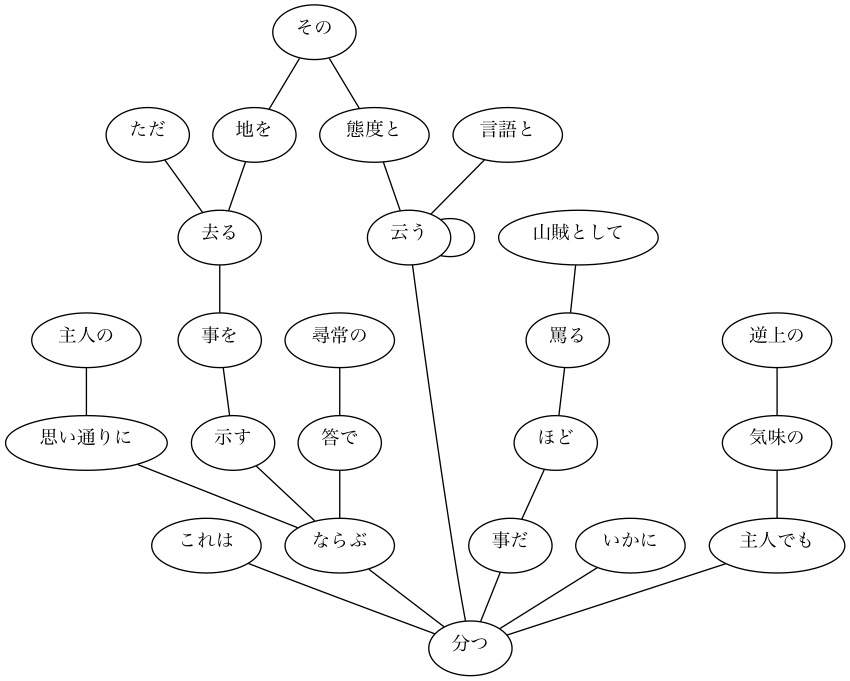 その
ただ
地を
態度と
言語と
去る
云う
山賊として
主人の
事を
尋常の
罵る
逆上の
思い通りに
示す
答で
ほど
気味の
これは
ならぶ
事だ
いかに
主人でも
分つ